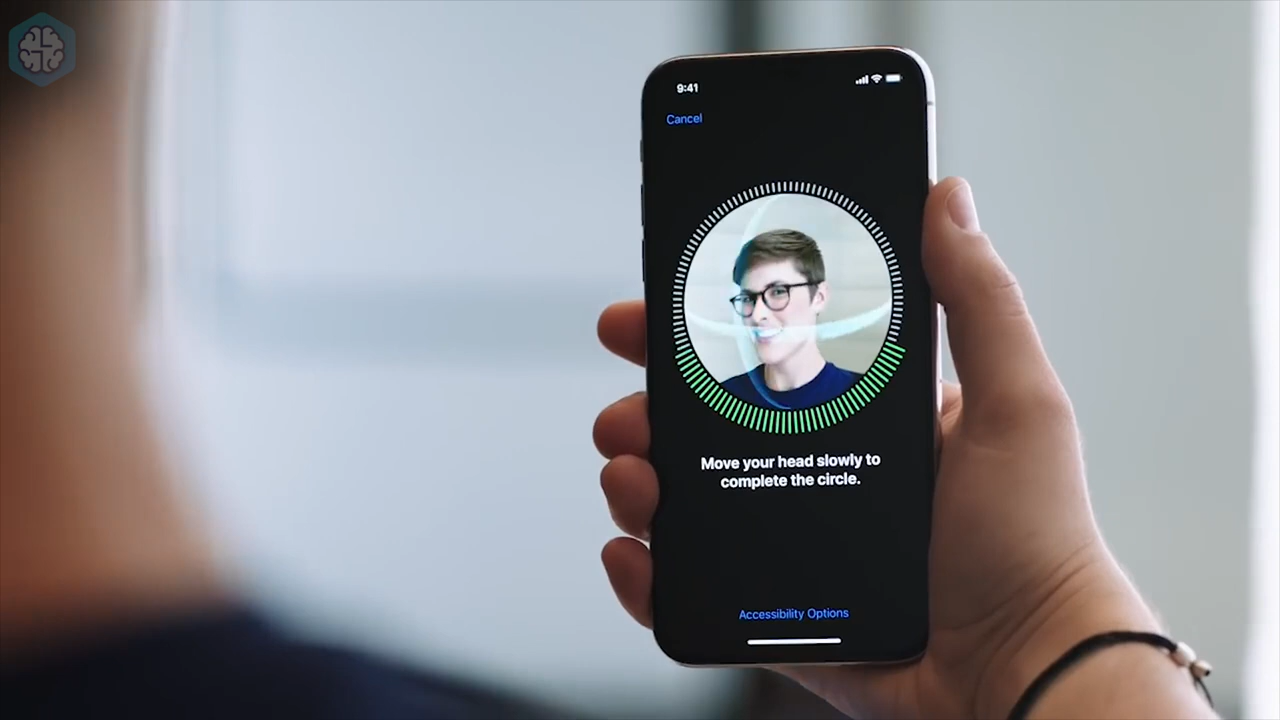 9:41
Cancel
Move your head slowly to
complete the circle.
Accessibility Options